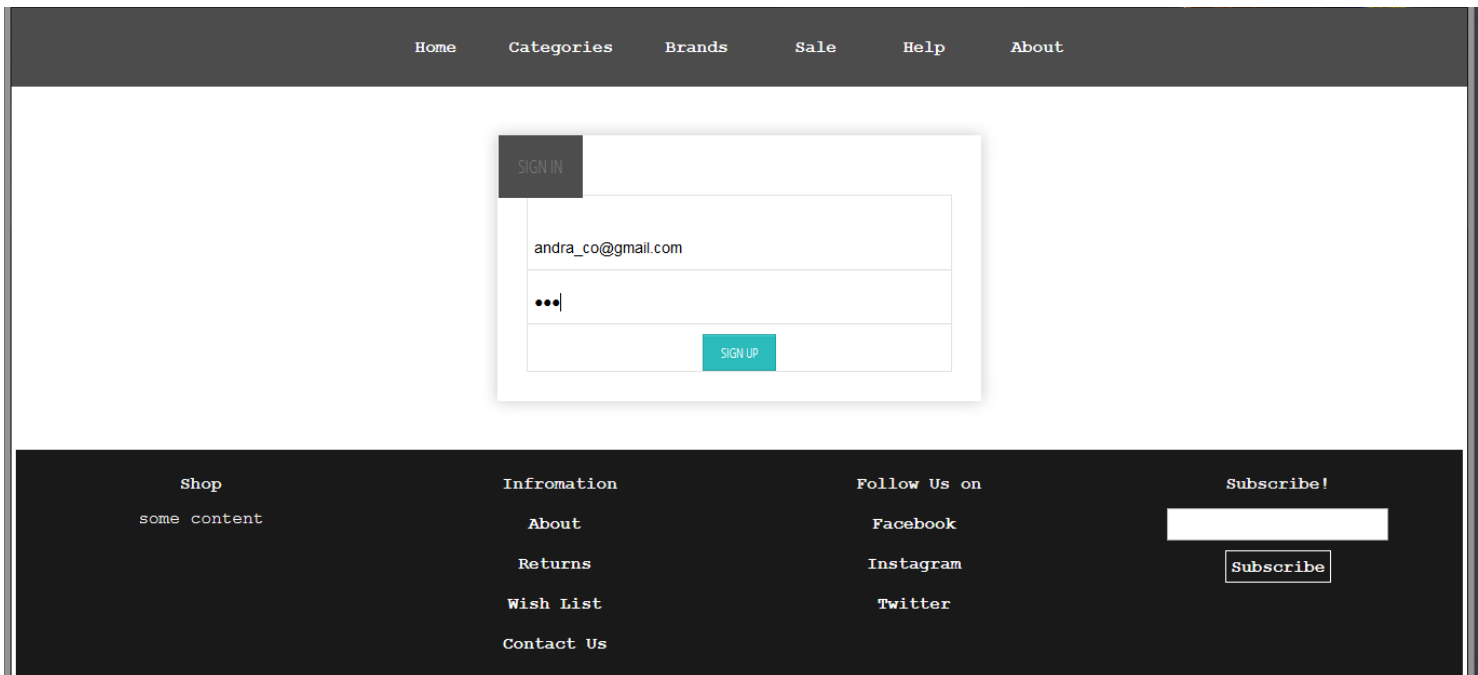 Home Categories Brands Sale Help About
SIGN IN
andra_co@gmail.com
•••
SIGN UP
Shop Infromation Follow Us on Subscribe!
some content About Facebook
Returns Instagram Subscribe
Wish List Twitter
Contact Us